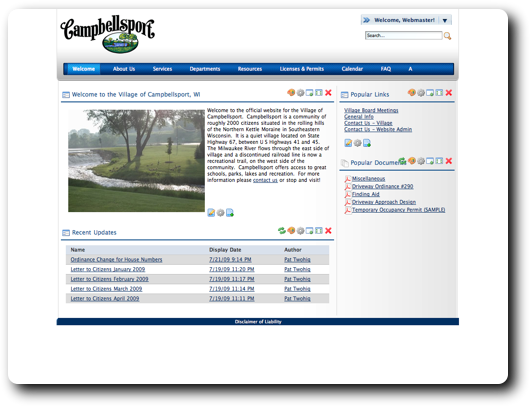 Campbellsport
Welcome, Webmaster!
Search...
Welcome
About Us
Services
Departments
Resources
Licenses & Permits
Calendar
FAQ
A
Welcome to the Village of Campbellsport, WI
Welcome to the official website for the Village of
Campbellsport. Campbellsport is a community of
roughly 2000 citizens situated in the rolling hills
of the Northern Kettle Moraine in Southeastern
Wisconsin. It is a quiet village located on State
Highway 67, between U S Highways 41 and 45.
The Milwaukee River flows through the east side of
village and a discontinued railroad line is now a
recreational trail, on the west side of the
community. Campbellsport offers access to great
schools, parks, lakes and recreation. For more
information please contact us or stop and visit!
Recent Updates
Name Display Date Author
Ordinance Change for House Numbers 7/21/09 9:14 PM Pat Twohig
Letter to Citizens January 2009 7/19/09 11:20 PM Pat Twohig
Letter to Citizens February 2009 7/19/09 11:17 PM Pat Twohig
Letter to Citizens March 2009 7/19/09 11:14 PM Pat Twohig
Letter to Citizens April 2009 7/19/09 11:11 PM Pat Twohig
Popular Links
Village Board Meetings
General Info
Contact Us - Village
Contact Us - Website Admin
Popular Documents
Miscellaneous
Driveway Ordinance #290
Finding Aid
Driveway Approach Design
Temporary Occupancy Permit (SAMPLE)
Disclaimer of Liability